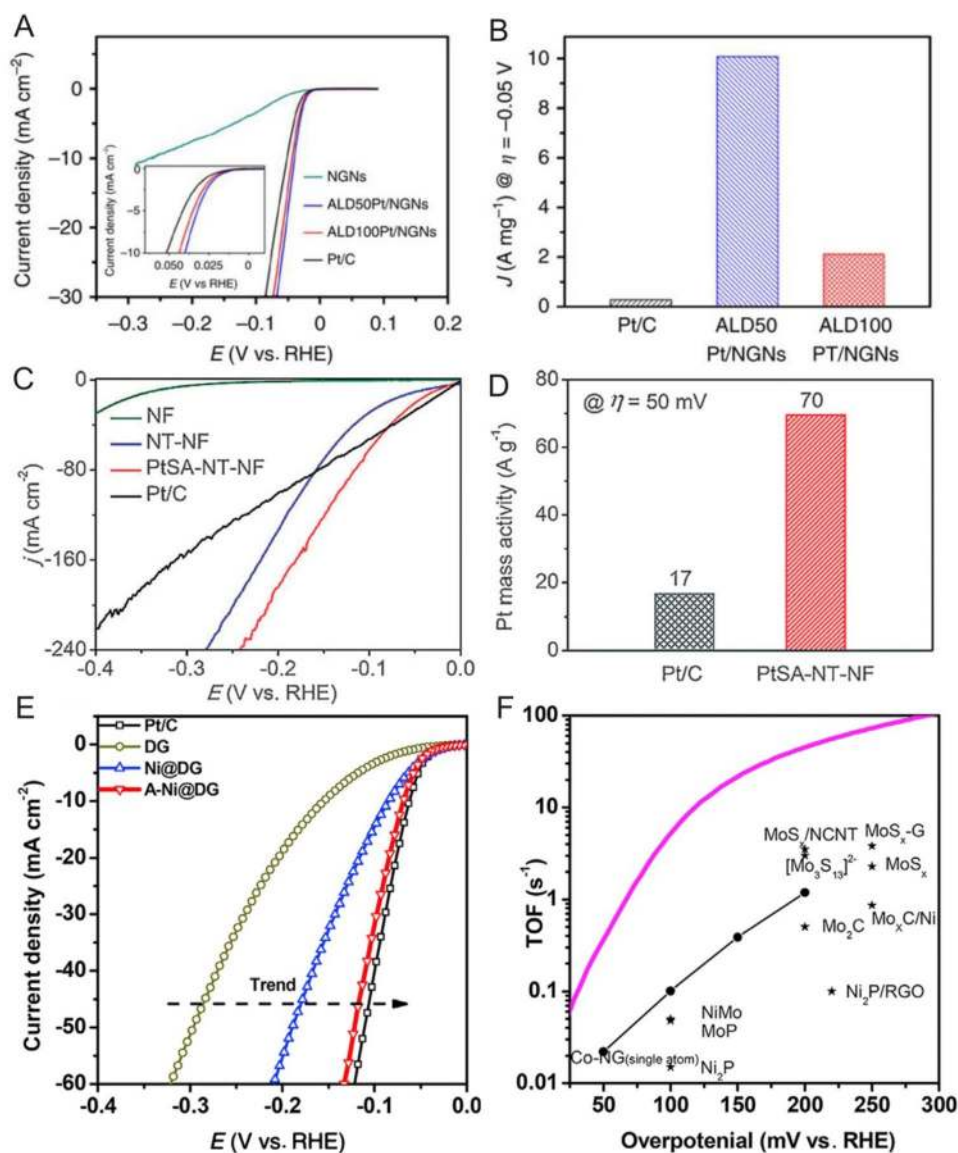 A
Current density (mA cm−2)
0
−10
−20
−30
−0.3
−0.2
−0.1
0
0.1
0.2
E (V vs. RHE)
Current density (mA cm−2)
0
−5
−10
0.050
0.025
0
E (V vs RHE)
NGNs
ALD50Pt/NGNs
ALD100Pt/NGNs
Pt/C
B
J (A mg−1) @ η = −0.05 V
10
8
6
4
2
0
Pt/C
ALD50
Pt/NGNs
ALD100
PT/NGNs
C
j (mA cm-2)
0
-80
-160
-240
-0.4
-0.3
-0.2
-0.1
0.0
E (V vs. RHE)
NF
NT-NF
PtSA-NT-NF
Pt/C
D
Pt mass activity (A g-1)
80
60
40
20
0
@ η = 50 mV
17
70
Pt/C
PtSA-NT-NF
E
Current density (mA cm-2)
0
-10
-20
-30
-40
-50
-60
-0.4
-0.3
-0.2
-0.1
0.0
E (V vs. RHE)
Pt/C
DG
Ni@DG
A-Ni@DG
Trend
F
TOF (s-1)
100
10
1
0.1
0.01
50
100
150
200
250
300
Overpotenial (mV vs. RHE)
MoSx/NCNT
MoSx-G
[Mo3S13]2-
MoSx
Mo2C
MoxC/Ni
Ni2P/RGO
NiMo
MoP
Co-NG(single atom)
Ni2P